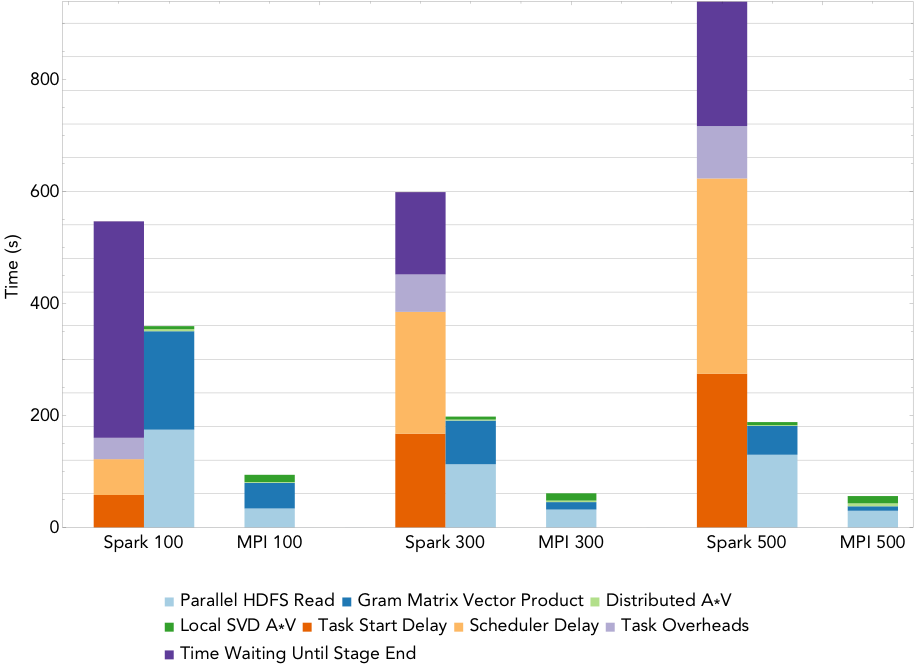 Time (s)
800
600
400
200
0
Spark 100 MPI 100 Spark 300 MPI 300 Spark 500 MPI 500
Parallel HDFS Read Gram Matrix Vector Product Distributed A*V
Local SVD A*V Task Start Delay Scheduler Delay Task Overheads
Time Waiting Until Stage End